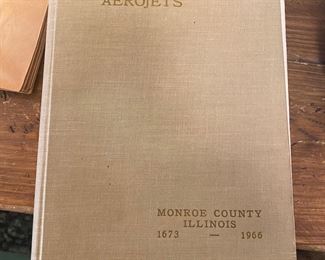 AEROJETS
MONROE COUNTY
ILLINOIS
1673 — 1966